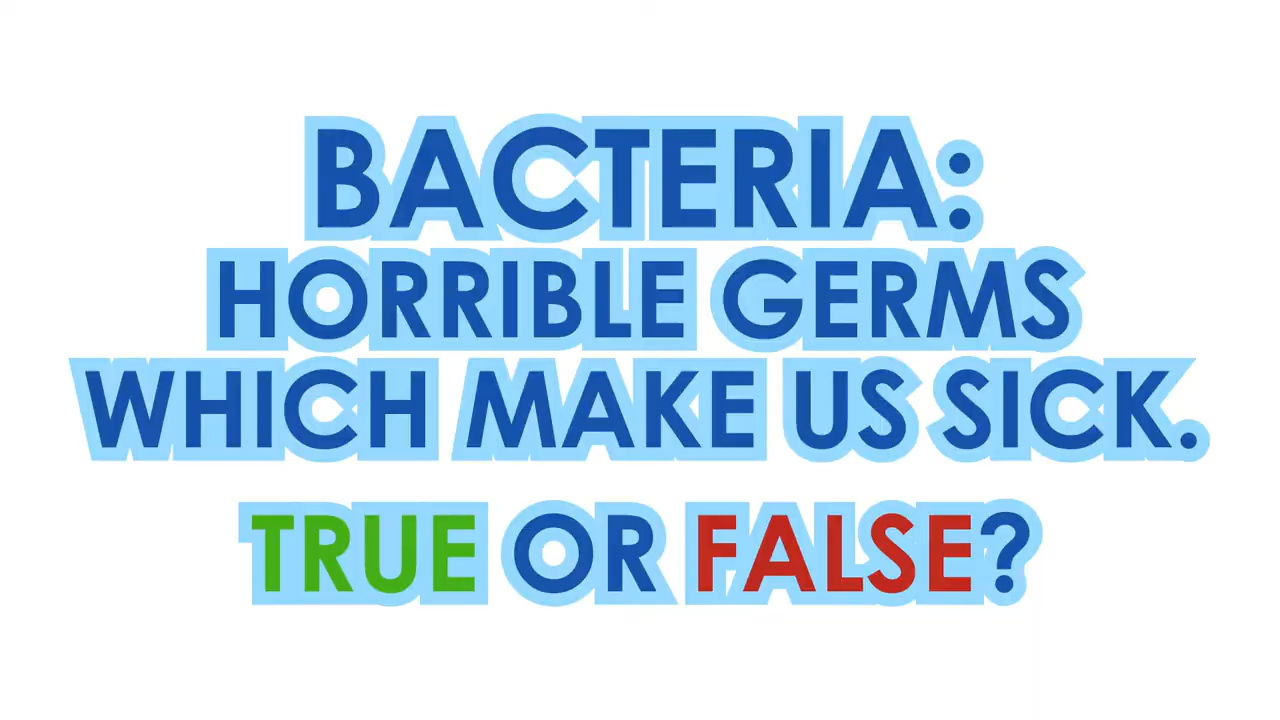 BACTERIA:
HORRIBLE GERMS
WHICH MAKE US SICK.
TRUE OR FALSE?